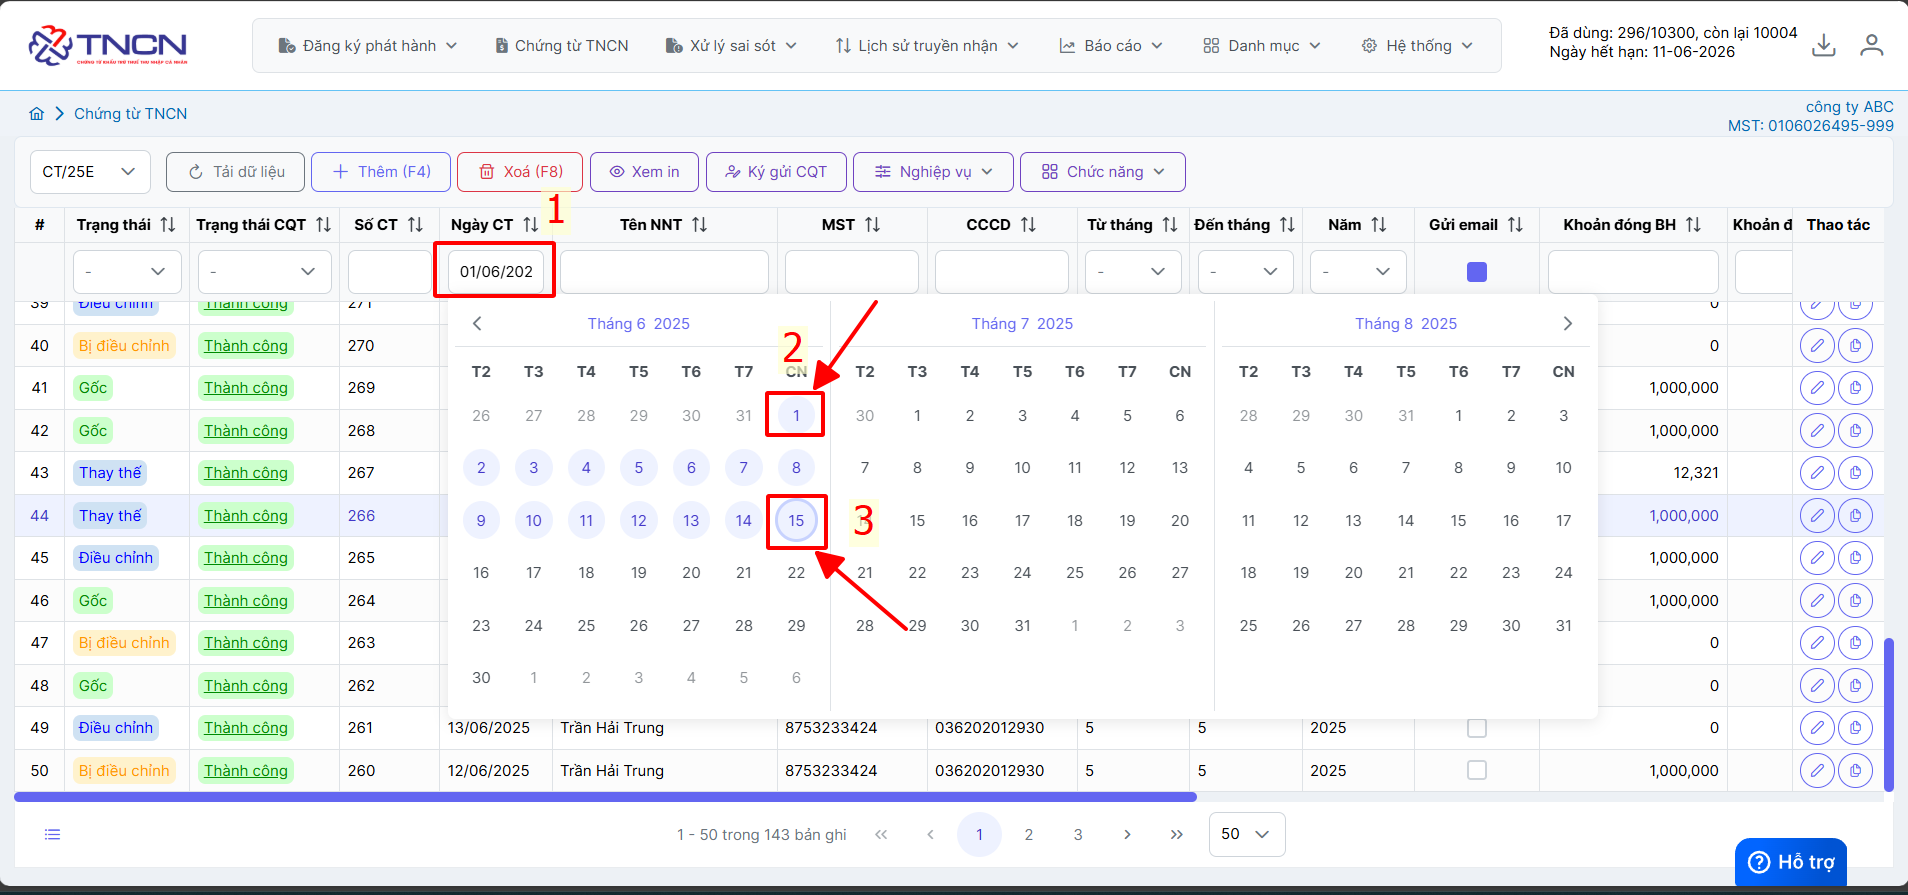 TNCN
CHỨNG TỪ KHẤU TRỪ THUẾ THU NHẬP CÁ NHÂN
Đăng ký phát hành
Chứng từ TNCN
Xử lý sai sót
Lịch sử truyền nhận
Báo cáo
Danh mục
Hệ thống
Đã dùng: 296/10300, còn lại 10004
Ngày hết hạn: 11-06-2026
Chứng từ TNCN
công ty ABC
MST: 0106026495-999
CT/25E
Tải dữ liệu
Thêm (F4)
Xoá (F8)
Xem in
Ký gửi CQT
Nghiệp vụ
Chức năng
1
# Trạng thái Trạng thái CQT Số CT Ngày CT Tên NNT MST CCCD Từ tháng Đến tháng Năm Gửi email Khoản đóng BH Khoản đ Thao tác
- - 01/06/202 - - -
39 Điều chỉnh Thành công 271 0
40 Bị điều chỉnh Thành công 270 0
41 Gốc Thành công 269 1,000,000
42 Gốc Thành công 268 1,000,000
43 Thay thế Thành công 267 12,321
44 Thay thế Thành công 266 1,000,000
45 Điều chỉnh Thành công 265 1,000,000
46 Gốc Thành công 264 1,000,000
47 Bị điều chỉnh Thành công 263 0
48 Gốc Thành công 262 0
Tháng 6 2025
2
T2 T3 T4 T5 T6 T7 CN
26 27 28 29 30 31 1
2 3 4 5 6 7 8
9 10 11 12 13 14 15
16 17 18 19 20 21 22
23 24 25 26 27 28 29
30 1 2 3 4 5 6
Tháng 7 2025
T2 T3 T4 T5 T6 T7 CN
30 1 2 3 4 5 6
7 8 9 10 11 12 13
3 15 16 17 18 19 20
21 22 23 24 25 26 27
28 29 30 31 1 2 3
Tháng 8 2025
T2 T3 T4 T5 T6 T7 CN
28 29 30 31 1 2 3
4 5 6 7 8 9 10
11 12 13 14 15 16 17
18 19 20 21 22 23 24
25 26 27 28 29 30 31
49 Điều chỉnh Thành công 261 13/06/2025 Trần Hải Trung 8753233424 036202012930 5 5 2025 0
50 Bị điều chỉnh Thành công 260 12/06/2025 Trần Hải Trung 8753233424 036202012930 5 5 2025 1,000,000
1 - 50 trong 143 bản ghi
1 2 3
50
Hỗ trợ